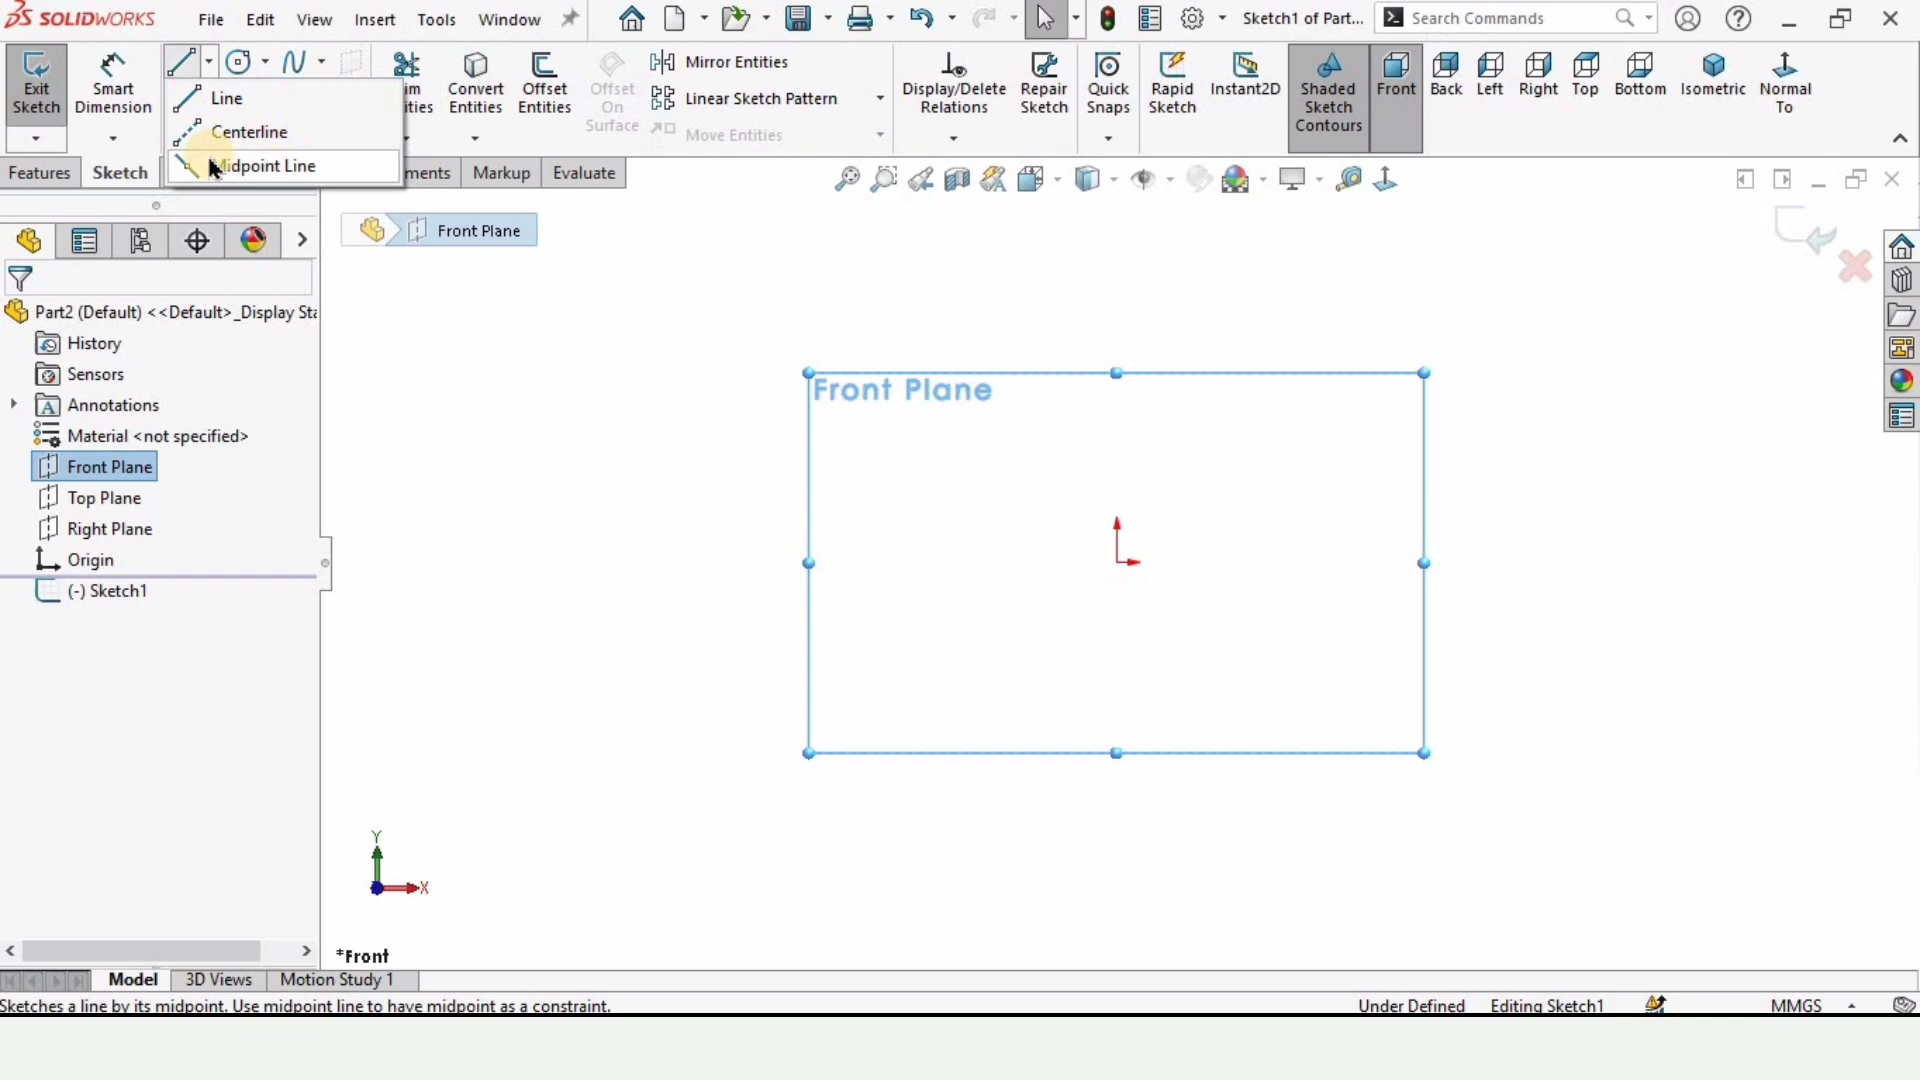 SOLIDWORKS
File Edit View Insert Tools Window
Sketch1 of Part...
Search Commands
Exit Sketch
Smart Dimension
Line
Centerline
Midpoint Line
Convert Entities
Offset Entities
Offset On Surface
Mirror Entities
Linear Sketch Pattern
Move Entities
Display/Delete Relations
Repair Sketch
Quick Snaps
Rapid Sketch
Instant2D
Shaded Sketch Contours
Front
Back
Left
Right
Top
Bottom
Isometric
Normal To
Features Sketch Markup Evaluate
Front Plane
Part2 (Default) <<Default>_Display Sta
History
Sensors
Annotations
Material <not specified>
Front Plane
Top Plane
Right Plane
Origin
(-) Sketch1
Front Plane
Y
X
*Front
Model 3D Views Motion Study 1
Sketches a line by its midpoint. Use midpoint line to have midpoint as a constraint.
Under Defined Editing Sketch1 MMGS